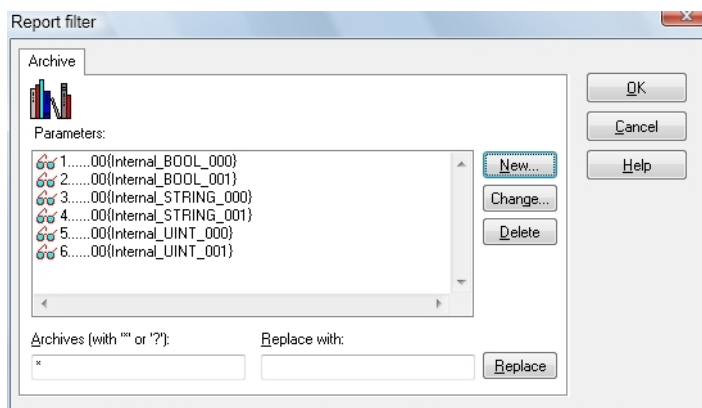 Report filter
Archive
OK
Parameters:
Cancel
1......00{Internal_BOOL_000}
New...
Help
2......00{Internal_BOOL_001}
3......00{Internal_STRING_000}
Change...
4......00{Internal_STRING_001}
5......00{Internal_UINT_000}
Delete
6......00{Internal_UINT_001}
Archives (with '*' or '?'):
Replace with:
*
Replace